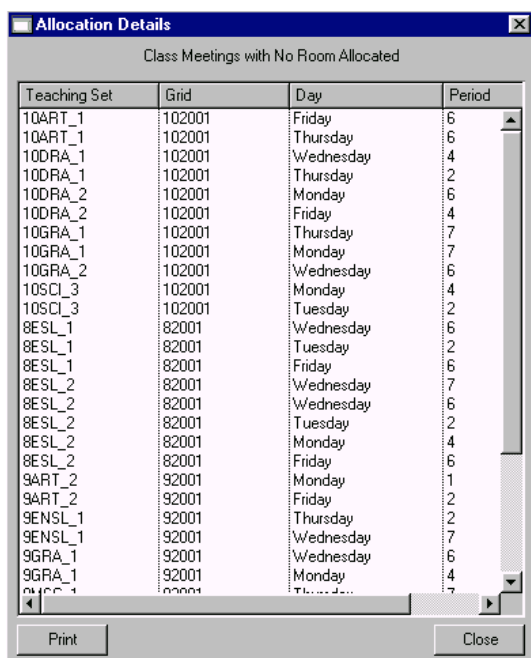 Allocation Details
Class Meetings with No Room Allocated
Teaching Set Grid Day Period
10ART_1 102001 Friday 6
10ART_1 102001 Thursday 6
10DRA_1 102001 Wednesday 4
10DRA_1 102001 Thursday 2
10DRA_2 102001 Monday 6
10DRA_2 102001 Friday 4
10GRA_1 102001 Thursday 7
10GRA_1 102001 Monday 7
10GRA_2 102001 Wednesday 6
10SCI_3 102001 Monday 4
10SCI_3 102001 Tuesday 2
8ESL_1 82001 Wednesday 6
8ESL_1 82001 Tuesday 2
8ESL_1 82001 Friday 6
8ESL_2 82001 Wednesday 7
8ESL_2 82001 Wednesday 6
8ESL_2 82001 Tuesday 2
8ESL_2 82001 Monday 4
8ESL_2 82001 Friday 6
9ART_2 92001 Monday 1
9ART_2 92001 Friday 2
9ENSL_1 92001 Thursday 2
9ENSL_1 92001 Wednesday 7
9GRA_1 92001 Wednesday 6
9GRA_1 92001 Monday 4
92001 Thursday 7
Print Close